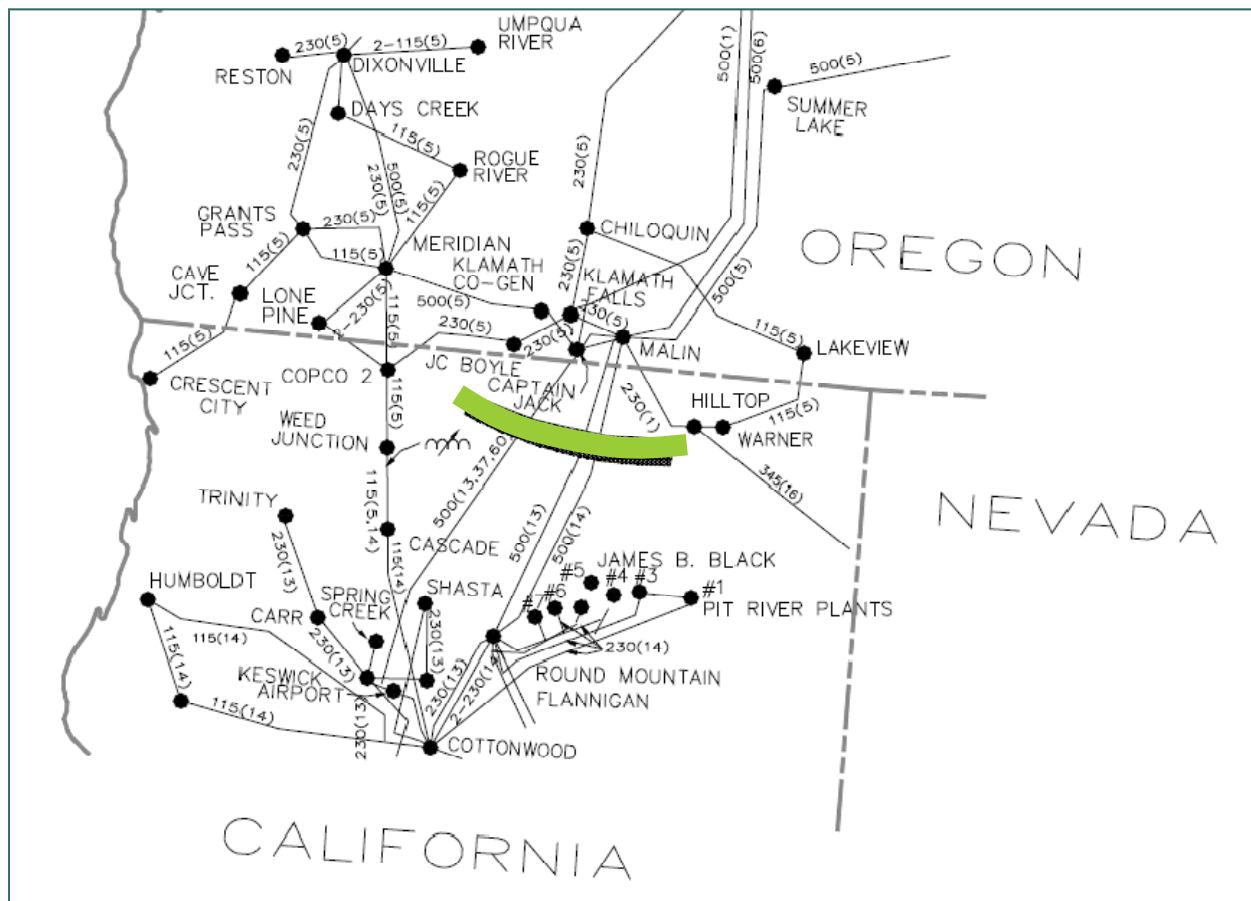 UMPQUA
RIVER
230(5)
2-115(5)
RESTON
DIXONVILLE
DAYS CREEK
115(5)
230(5)
230(5)
500(5)
ROGUE
RIVER
115(5)
500(1)
500(6)
500(5)
SUMMER
LAKE
230(5)
GRANTS
PASS
230(5)
115(5)
MERIDIAN
CHILOQUIN
OREGON
CAVE
JCT.
115(5)
LONE
PINE
2-230(5)
KLAMATH
CO-GEN
230(5)
KLAMATH
FALLS
500(5)
500(5)
115(5)
230(5)
230(5)
MALIN
115(5)
LAKEVIEW
115(5)
CRESCENT
CITY
COPCO 2
JC BOYLE
CAPTAIN
JACK
115(5)
230(1)
HILLTOP
WARNER
115(5)
WEED
JUNCTION
345(16)
500(13,37,60)
115(5,14)
NEVADA
TRINITY
230(13)
CASCADE
115(14)
500(13)
500(14)
JAMES B. BLACK
#5
#4
#3
#1
#6
PIT RIVER PLANTS
HUMBOLDT
115(14)
115(14)
SPRING
CREEK
CARR
SHASTA
230(13)
230(13)
230(14)
KESWICK
AIRPORT
230(13)
230(13)
2-230(14)
ROUND MOUNTAIN
FLANNIGAN
115(14)
COTTONWOOD
CALIFORNIA